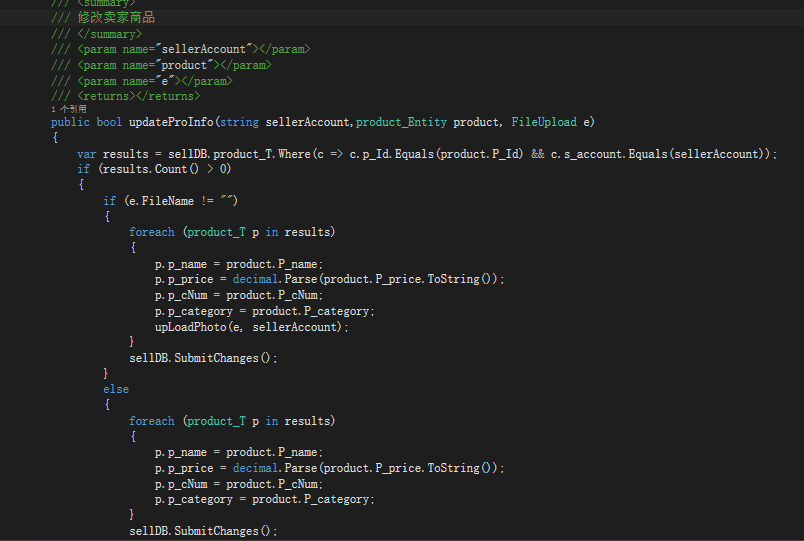 /// <summary>
/// 修改卖家商品
/// </summary>
/// <param name="sellerAccount"></param>
/// <param name="product"></param>
/// <param name="e"></param>
/// <returns></returns>
1 个引用
public bool updateProInfo(string sellerAccount,product_Entity product, FileUpload e)
{
var results = sellDB.product_T.Where(c => c.p_Id.Equals(product.P_Id) && c.s_account.Equals(sellerAccount));
if (results.Count() > 0)
{
if (e.FileName != "")
{
foreach (product_T p in results)
{
p.p_name = product.P_name;
p.p_price = decimal.Parse(product.P_price.ToString());
p.p_cNum = product.P_cNum;
p.p_category = product.P_category;
upLoadPhoto(e, sellerAccount);
}
sellDB.SubmitChanges();
}
else
{
foreach (product_T p in results)
{
p.p_name = product.P_name;
p.p_price = decimal.Parse(product.P_price.ToString());
p.p_cNum = product.P_cNum;
p.p_category = product.P_category;
}
sellDB.SubmitChanges();